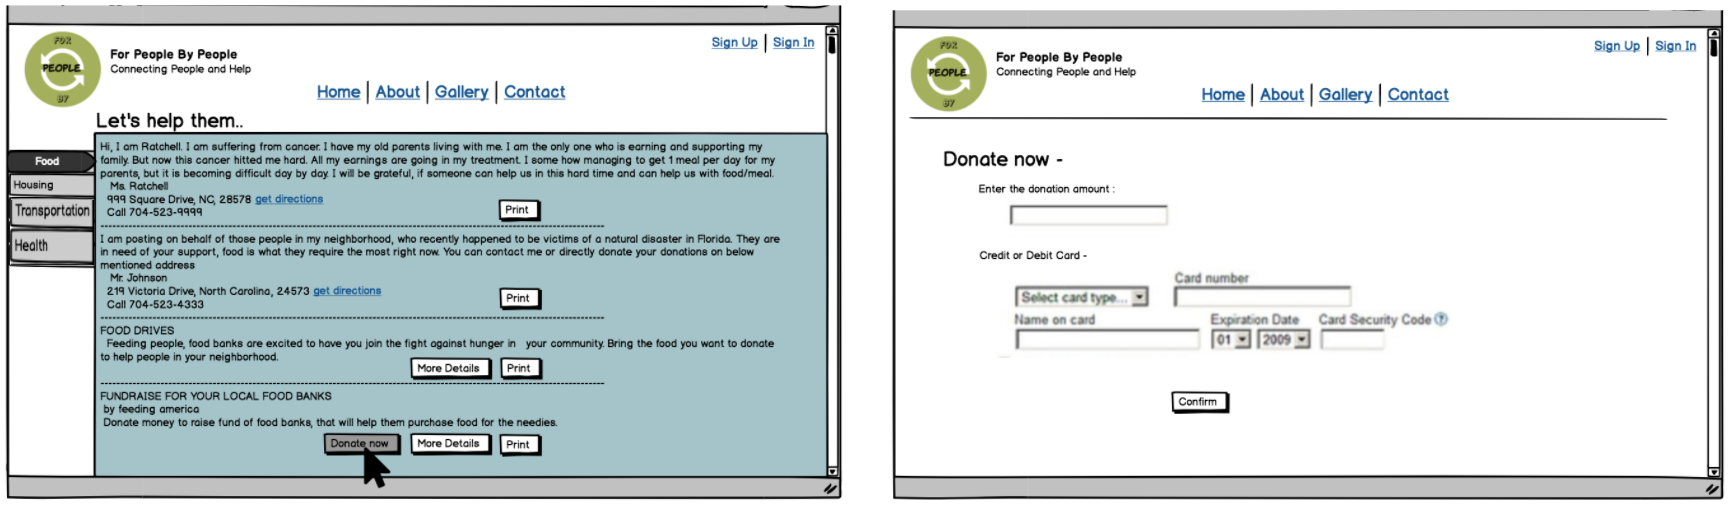 FOR
PEOPLE
BY
For People By People
Connecting People and Help
Sign Up | Sign In
Home | About | Gallery | Contact
Let's help them..
Food
Housing
Transportation
Health
Hi, I am Ratchell. I am suffering from cancer. I have my old parents living with me. I am the only one who is earning and supporting my
family. But now this cancer hitted me hard. All my earnings are going in my treatment. I some how managing to get 1 meal per day for my
parents, but it is becoming difficult day by day. I will be grateful, if someone can help us in this hard time and can help us with food/meal.
Ms. Ratchell
999 Square Drive, NC, 28578 get directions
Call 704-523-9999
Print
I am posting on behalf of those people in my neighborhood, who recently happened to be victims of a natural disaster in Florida. They are
in need of your support, food is what they require the most right now. You can contact me or directly donate your donations on below
mentioned address
Mr. Johnson
219 Victoria Drive, North Carolina, 24573 get directions
Call 704-523-4333
Print
FOOD DRIVES
Feeding people, food banks are excited to have you join the fight against hunger in your community. Bring the food you want to donate
to help people in your neighborhood.
More Details Print
FUNDRAISE FOR YOUR LOCAL FOOD BANKS
by feeding america
Donate money to raise fund of food banks, that will help them purchase food for the needies.
Donate now More Details Print
FOR
PEOPLE
BY
For People By People
Connecting People and Help
Sign Up | Sign In
Home | About | Gallery | Contact
Donate now -
Enter the donation amount :
Credit or Debit Card -
Card number
Select card type...
Name on card Expiration Date Card Security Code ?
01 2009
Confirm